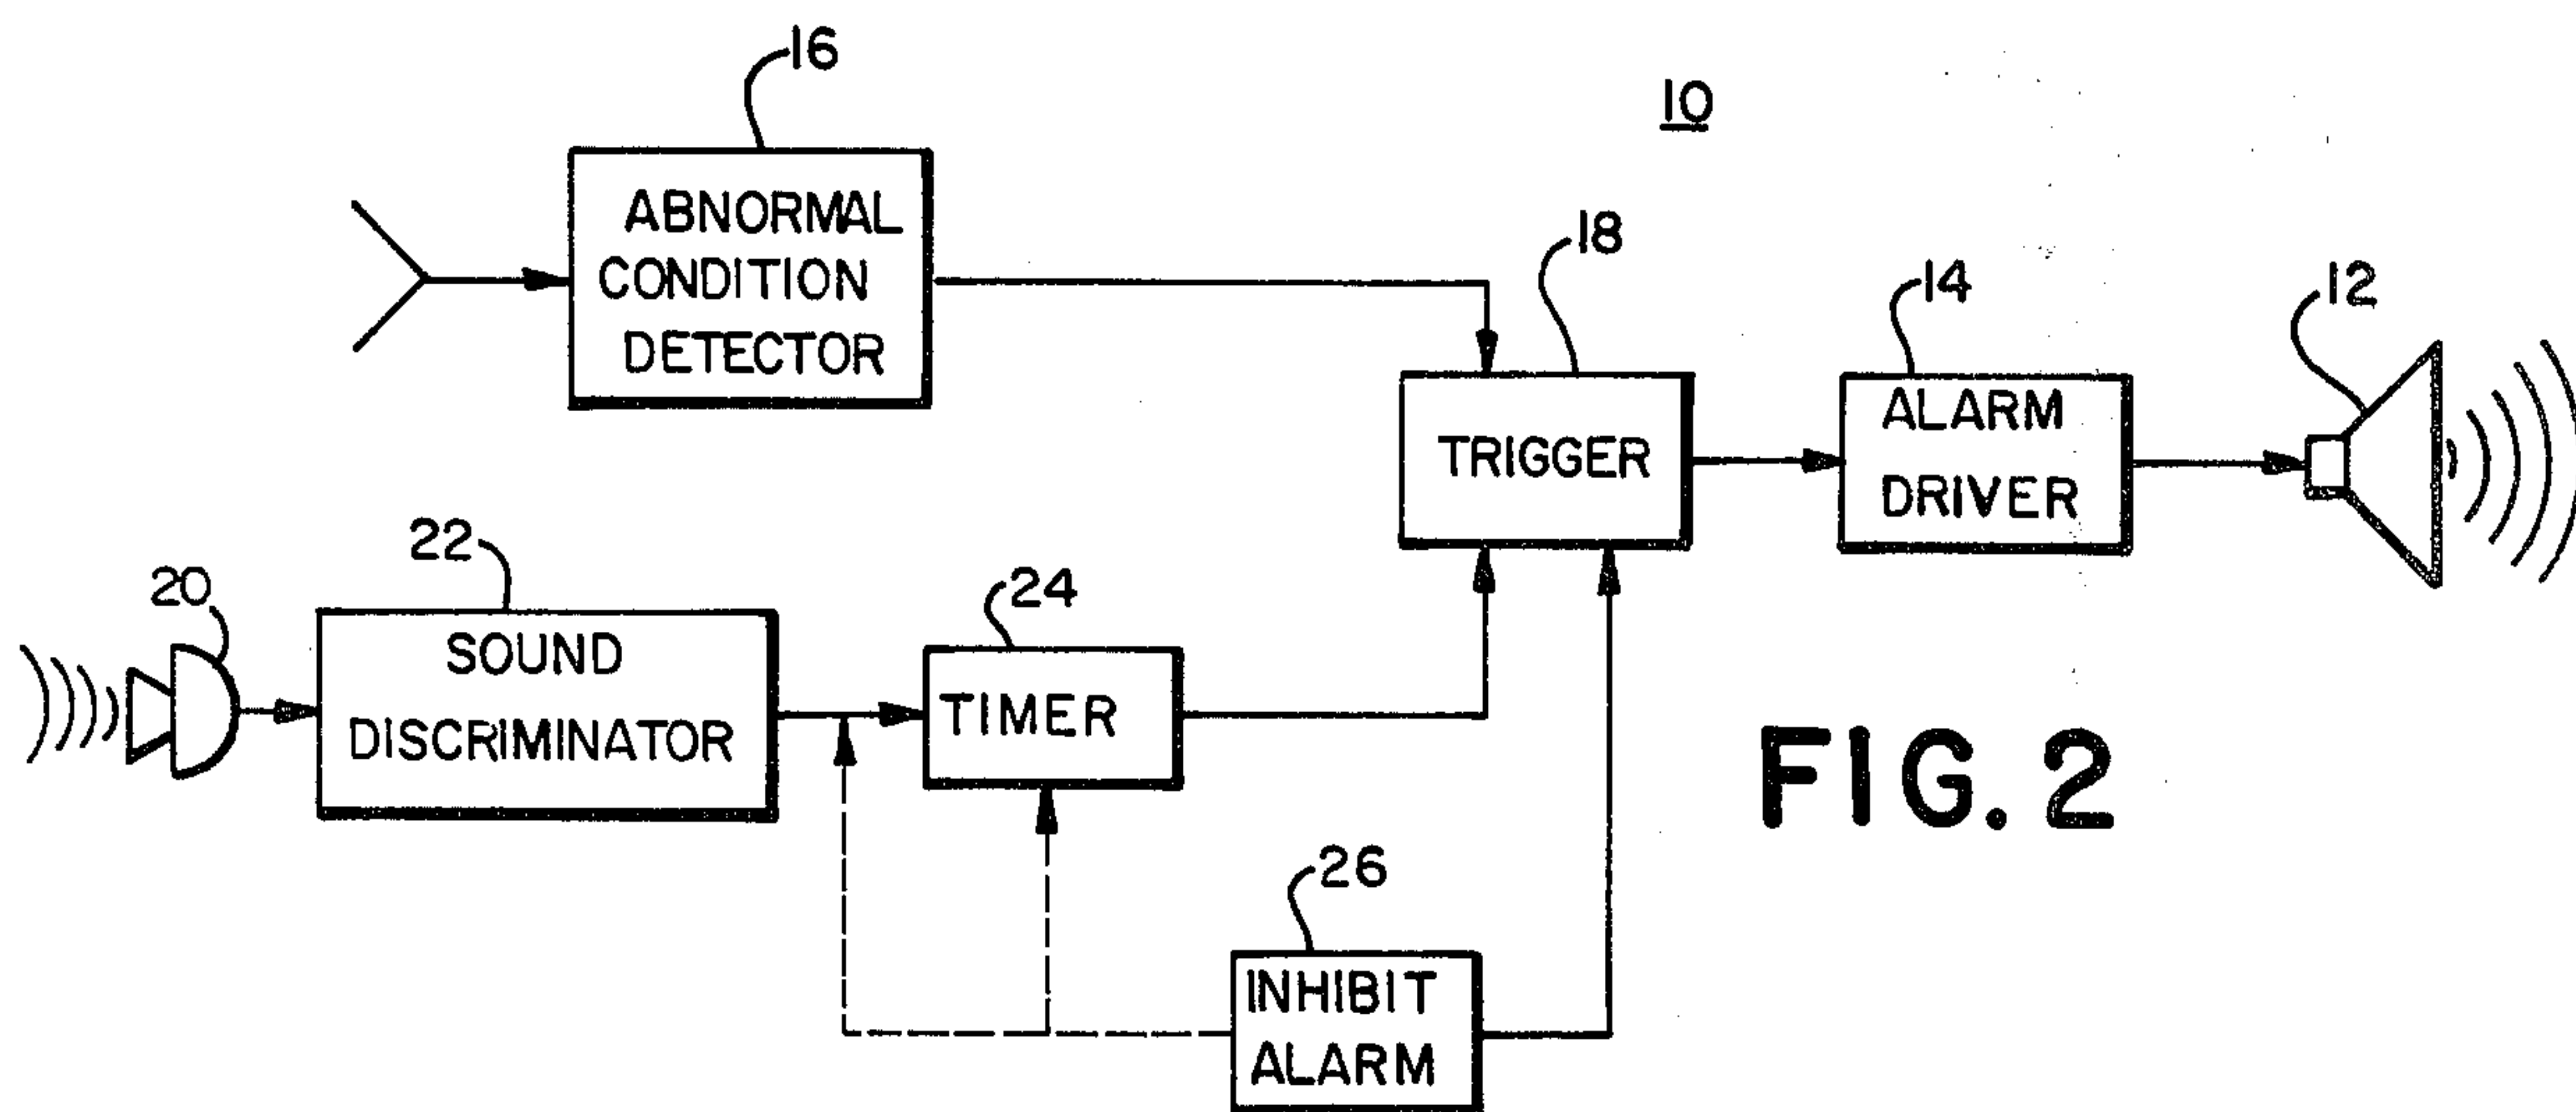 16
10
ABNORMAL
CONDITION
DETECTOR
18
14
12
TRIGGER
ALARM
DRIVER
22
20
24
SOUND
DISCRIMINATOR
TIMER
FIG. 2
26
INHIBIT
ALARM